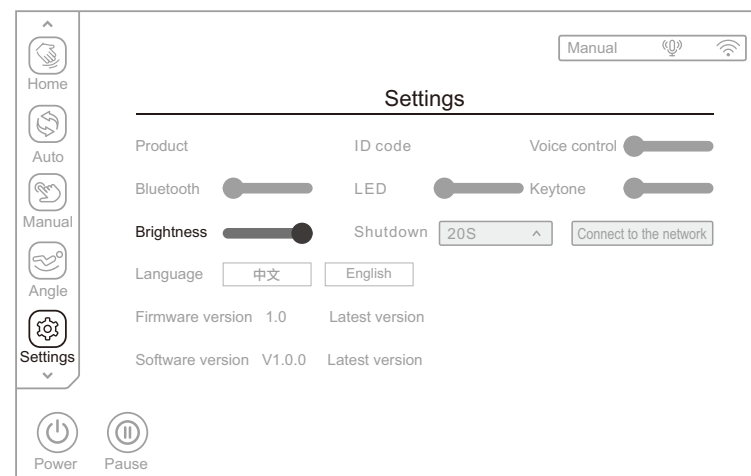 Home
Auto
Manual
Angle
Settings
Manual
Settings
Product ID code Voice control
Bluetooth LED Keytone
Brightness Shutdown 20S Connect to the network
Language 中文 English
Firmware version 1.0 Latest version
Software version V1.0.0 Latest version
Power Pause